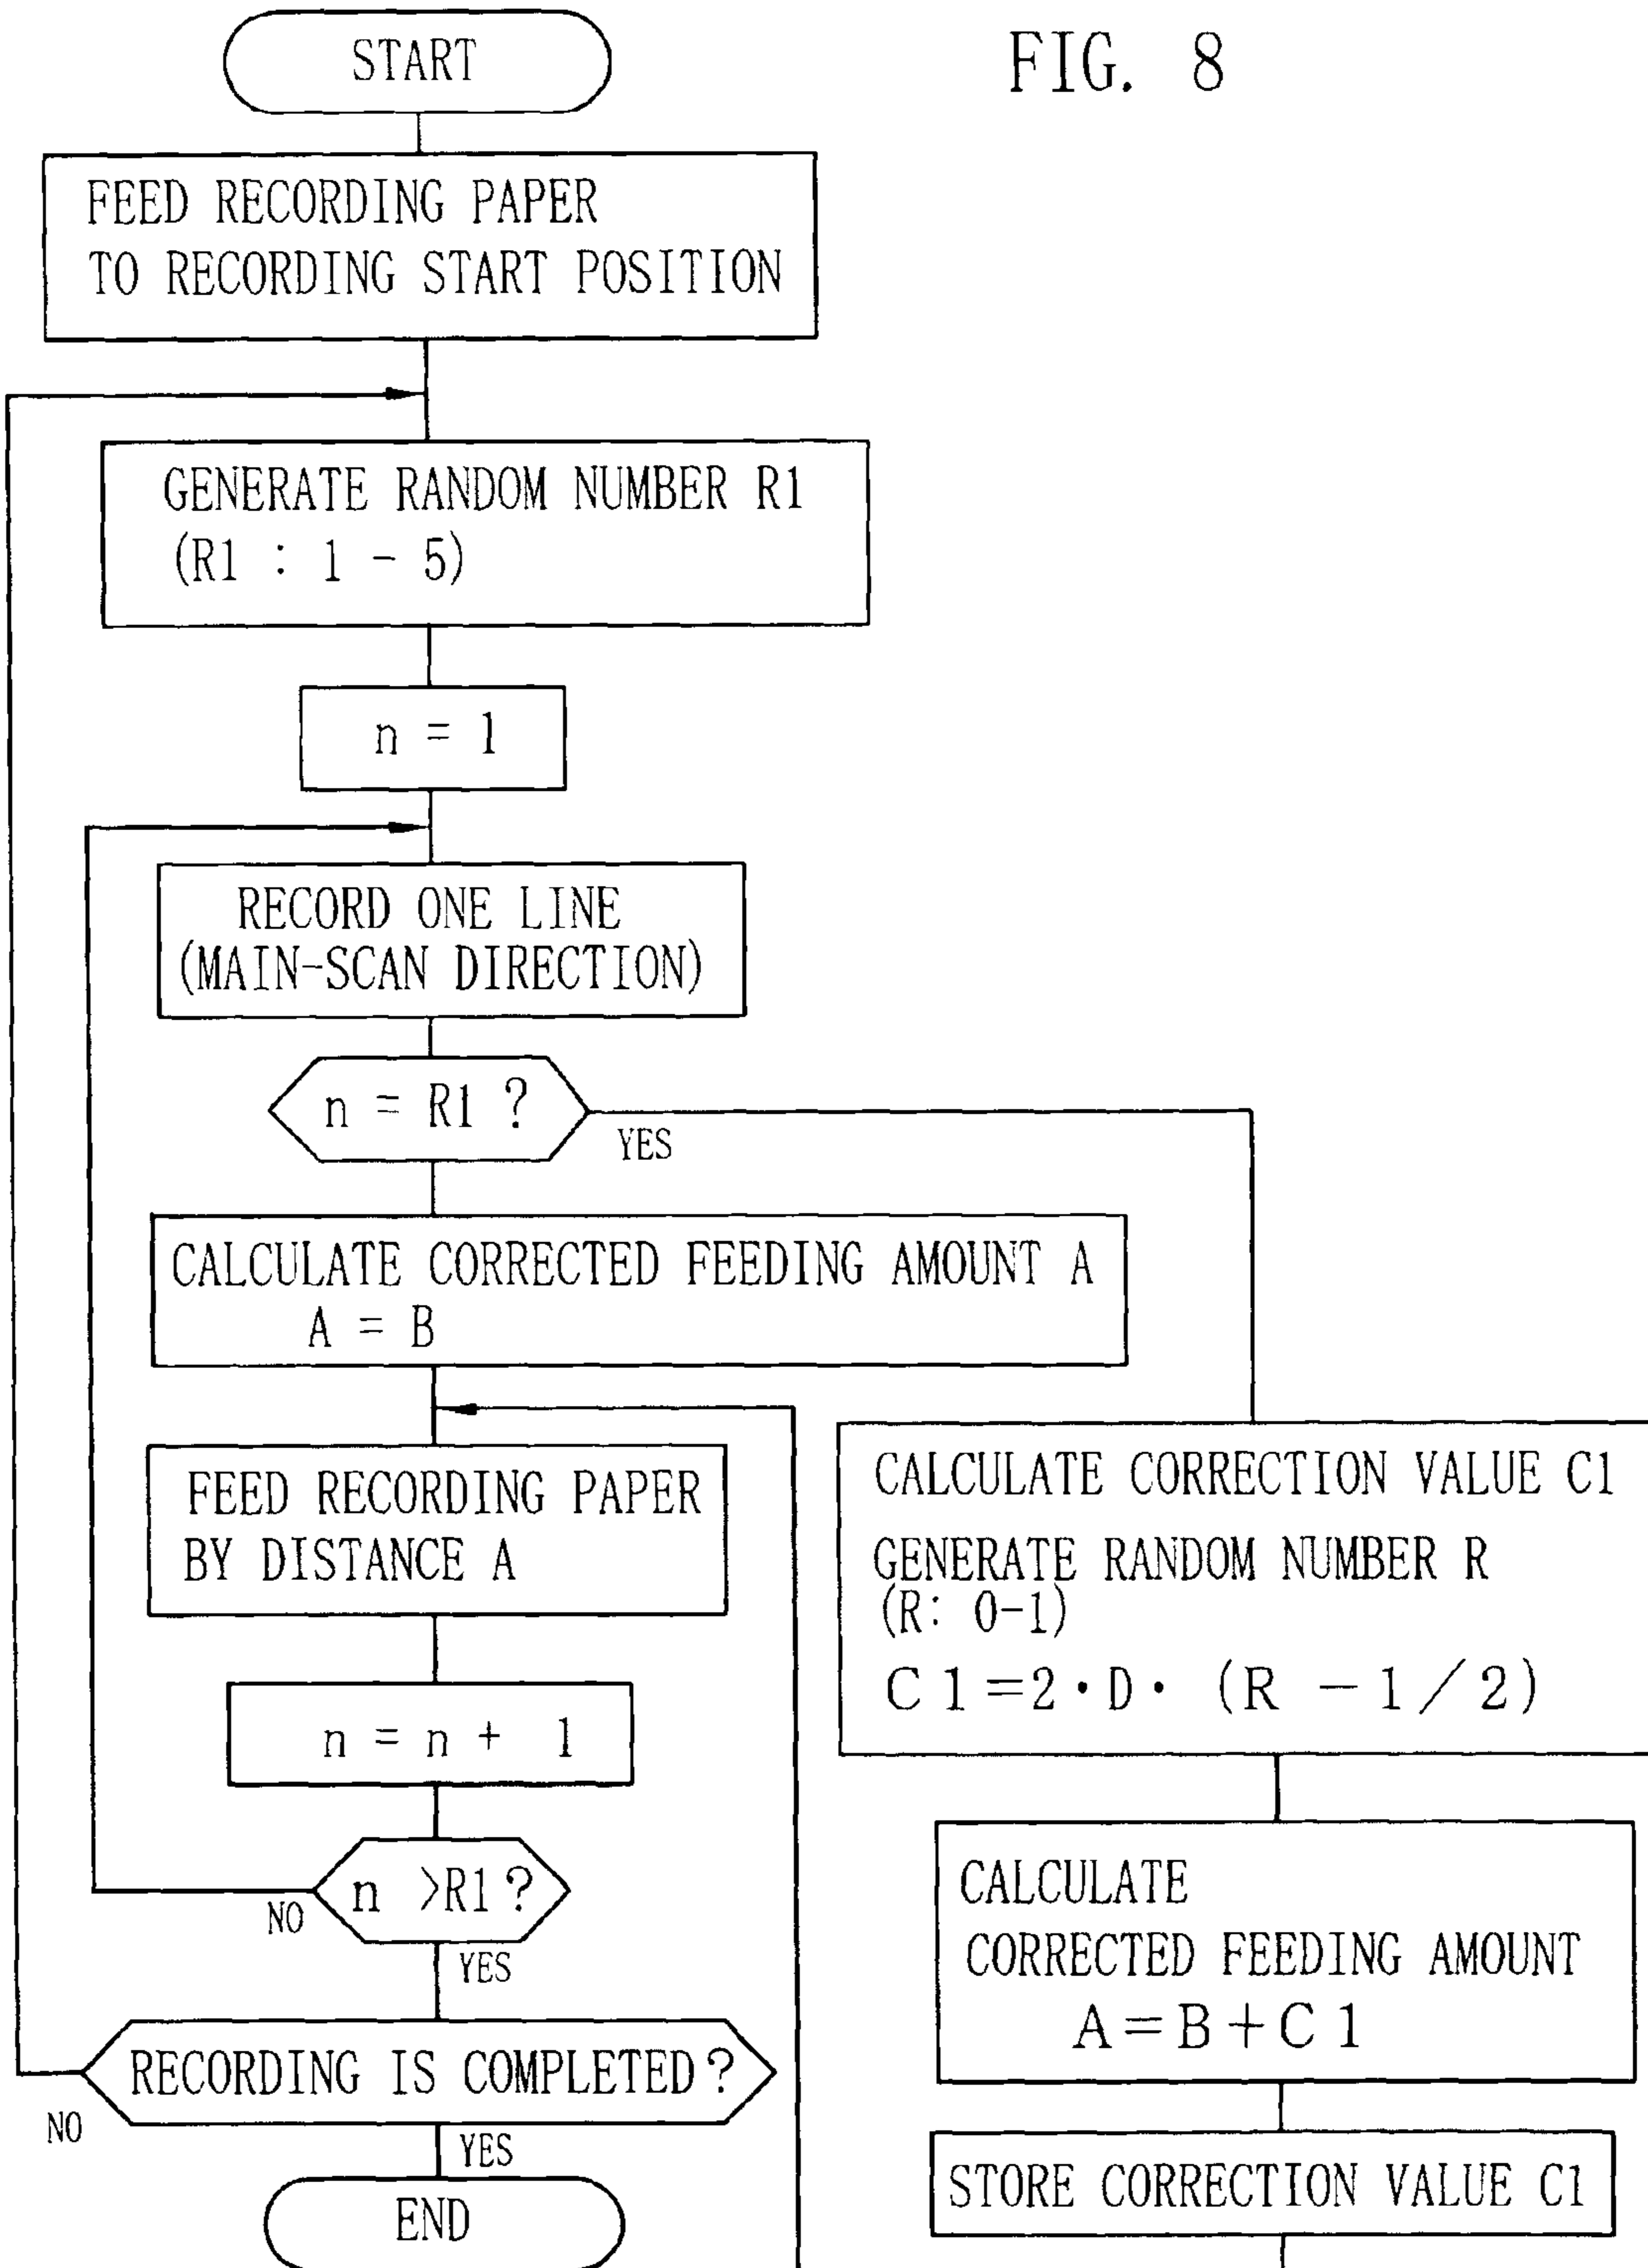 FIG. 8
START
FEED RECORDING PAPER
TO RECORDING START POSITION
GENERATE RANDOM NUMBER R1
(R1 : 1 - 5)
n = 1
RECORD ONE LINE
(MAIN-SCAN DIRECTION)
n = R1 ?
YES
CALCULATE CORRECTED FEEDING AMOUNT A
A = B
FEED RECORDING PAPER
BY DISTANCE A
n = n + 1
n >R1?
NO
YES
RECORDING IS COMPLETED?
NO
YES
END
CALCULATE CORRECTION VALUE C1
GENERATE RANDOM NUMBER R
(R: 0-1)
C1=2·D·(R-1/2)
CALCULATE
CORRECTED FEEDING AMOUNT
A=B+C1
STORE CORRECTION VALUE C1